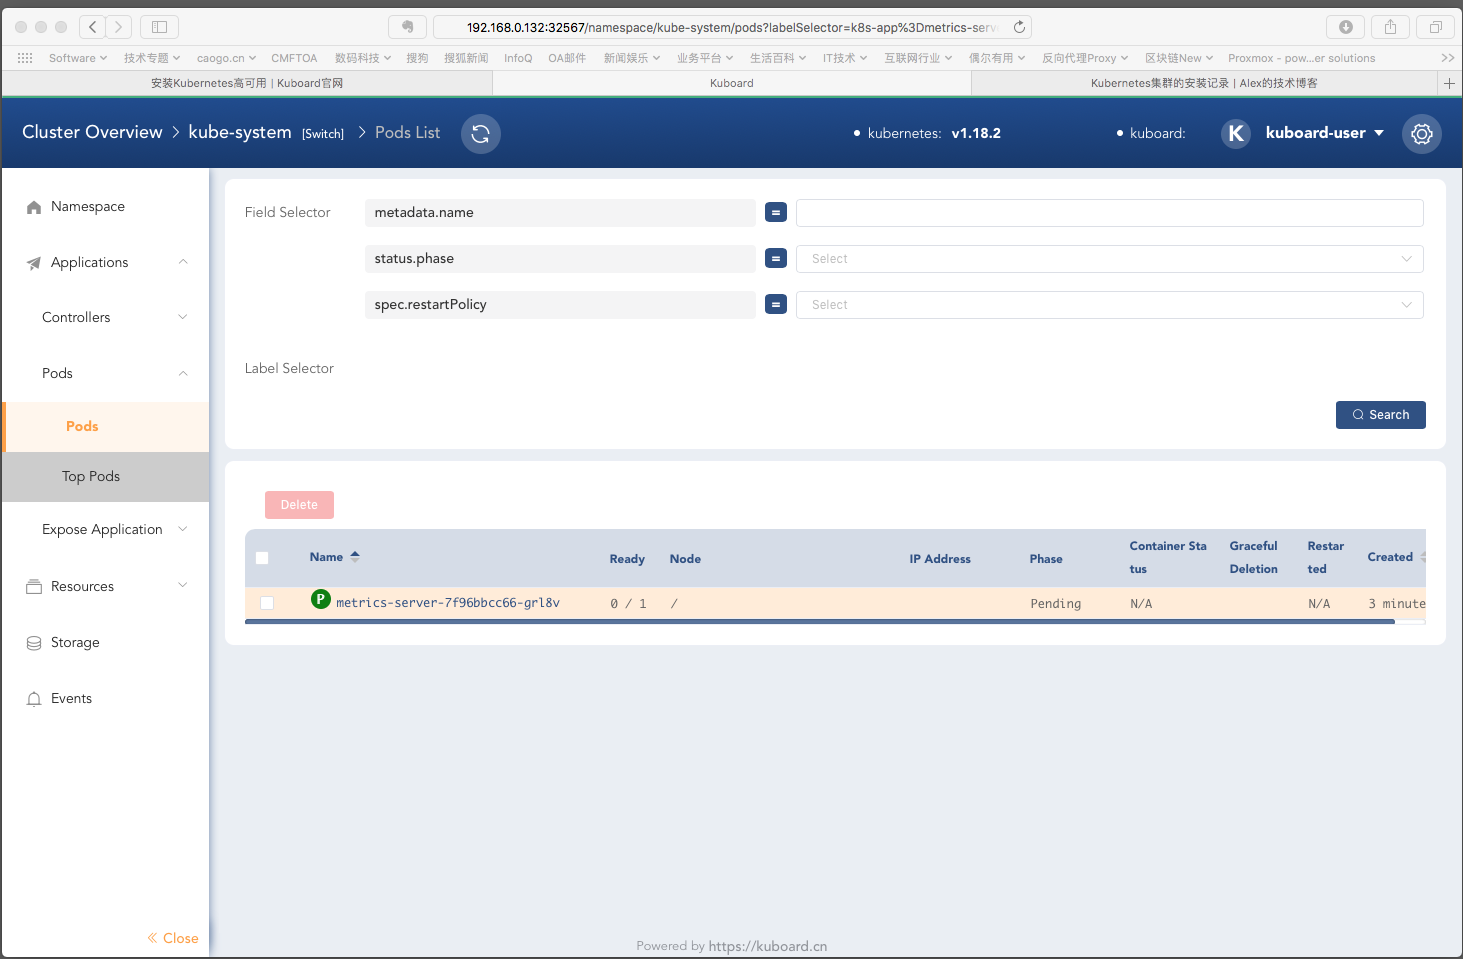 192.168.0.132:32567/namespace/kube-system/pods?labelSelector=k8s-app%3Dmetrics-serv
Software 技术专题 caogo.cn CMFTOA 数码科技 搜狗 搜狐新闻 InfoQ OA邮件 新闻娱乐 业务平台 生活百科 IT技术 互联网行业 偶尔有用 反向代理Proxy 区块链New Proxmox - pow...er solutions
安装Kubernetes高可用 | Kuboard官网 Kuboard Kubernetes集群的安装记录 | Alex的技术博客
Cluster Overview > kube-system [Switch] > Pods List • kubernetes: v1.18.2 • kuboard: K kuboard-user
Namespace
Applications
Controllers
Pods
Pods
Top Pods
Expose Application
Resources
Storage
Events
Close
Field Selector metadata.name =
status.phase = Select
spec.restartPolicy = Select
Label Selector
Search
Delete
Name Ready Node IP Address Phase Container Sta
tus Graceful
Deletion Restar
ted Created
P metrics-server-7f96bbcc66-grl8v 0 / 1 / Pending N/A N/A 3 minute
Powered by https://kuboard.cn